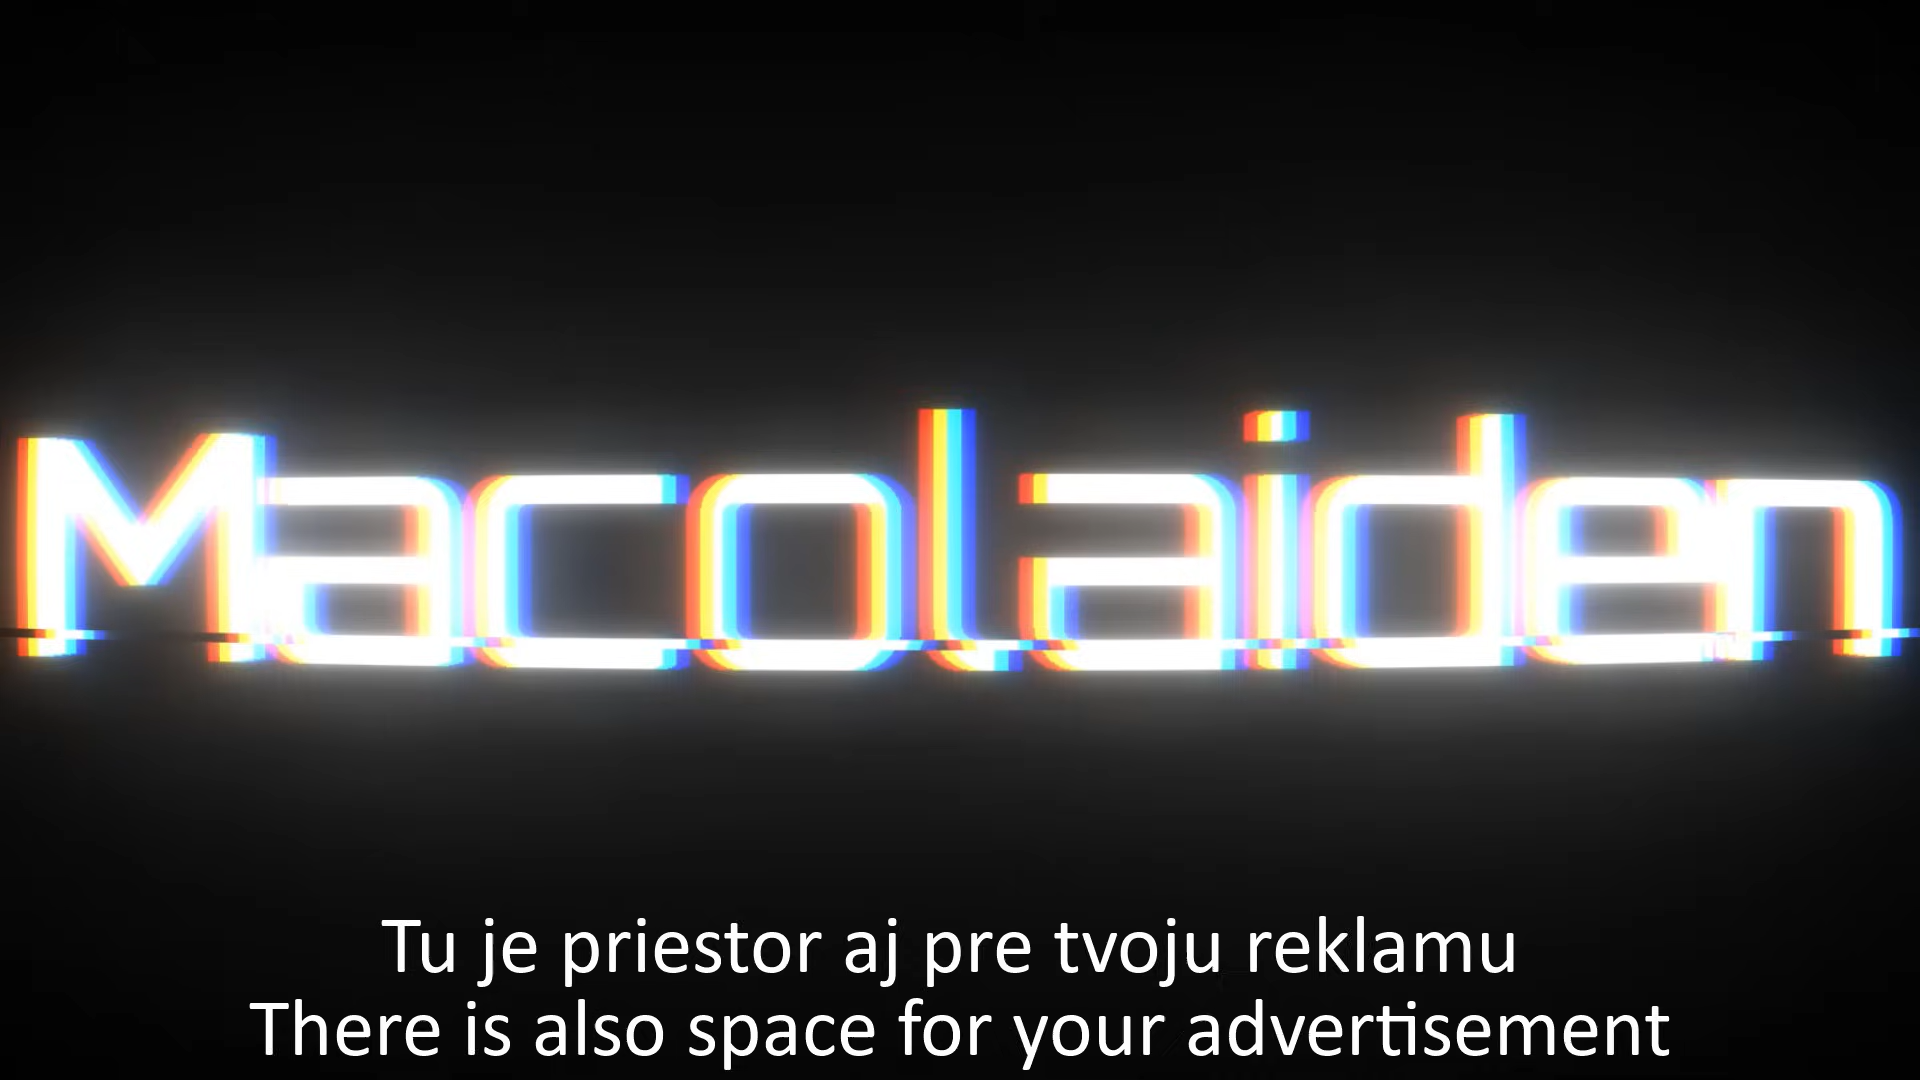 Macolaiden
Tu je priestor aj pre tvoju reklamu
There is also space for your advertisement